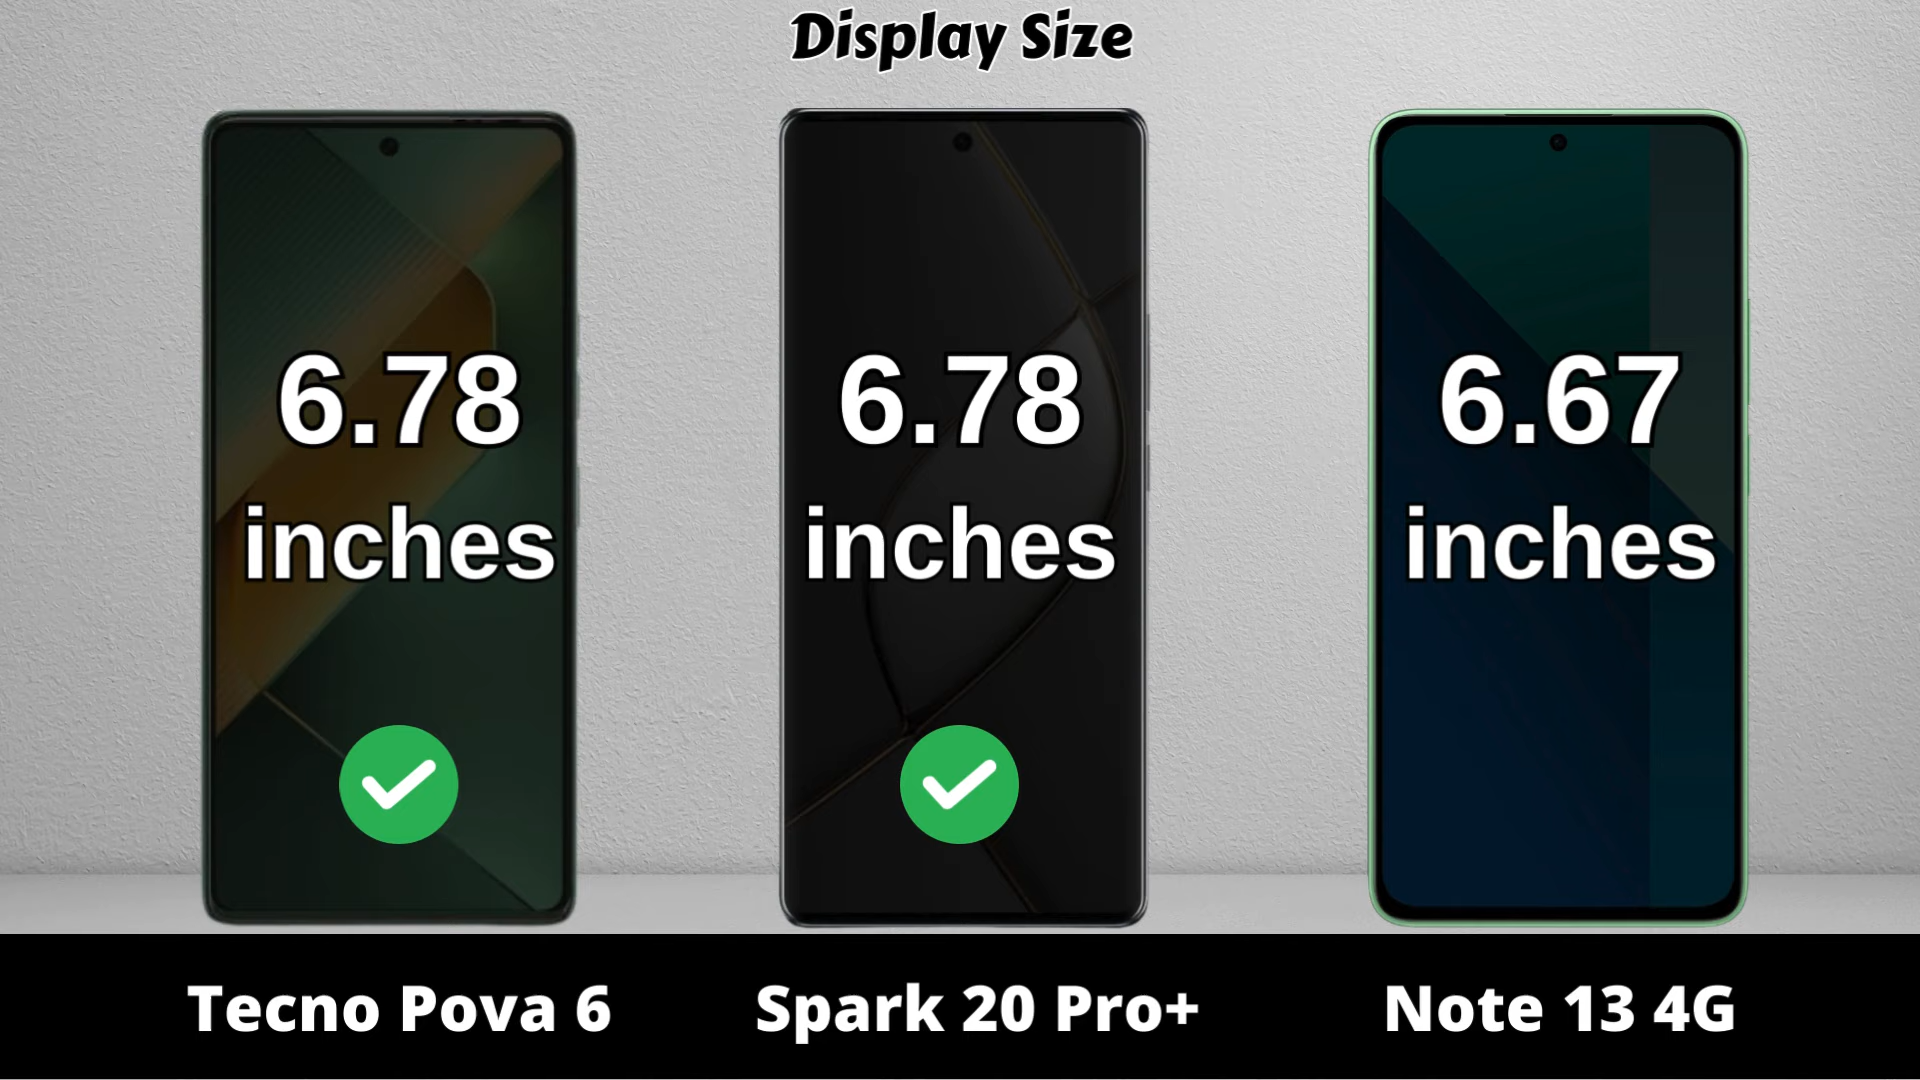 Display Size
6.78
inches
6.78
inches
6.67
inches
Tecno Pova 6
Spark 20 Pro+
Note 13 4G